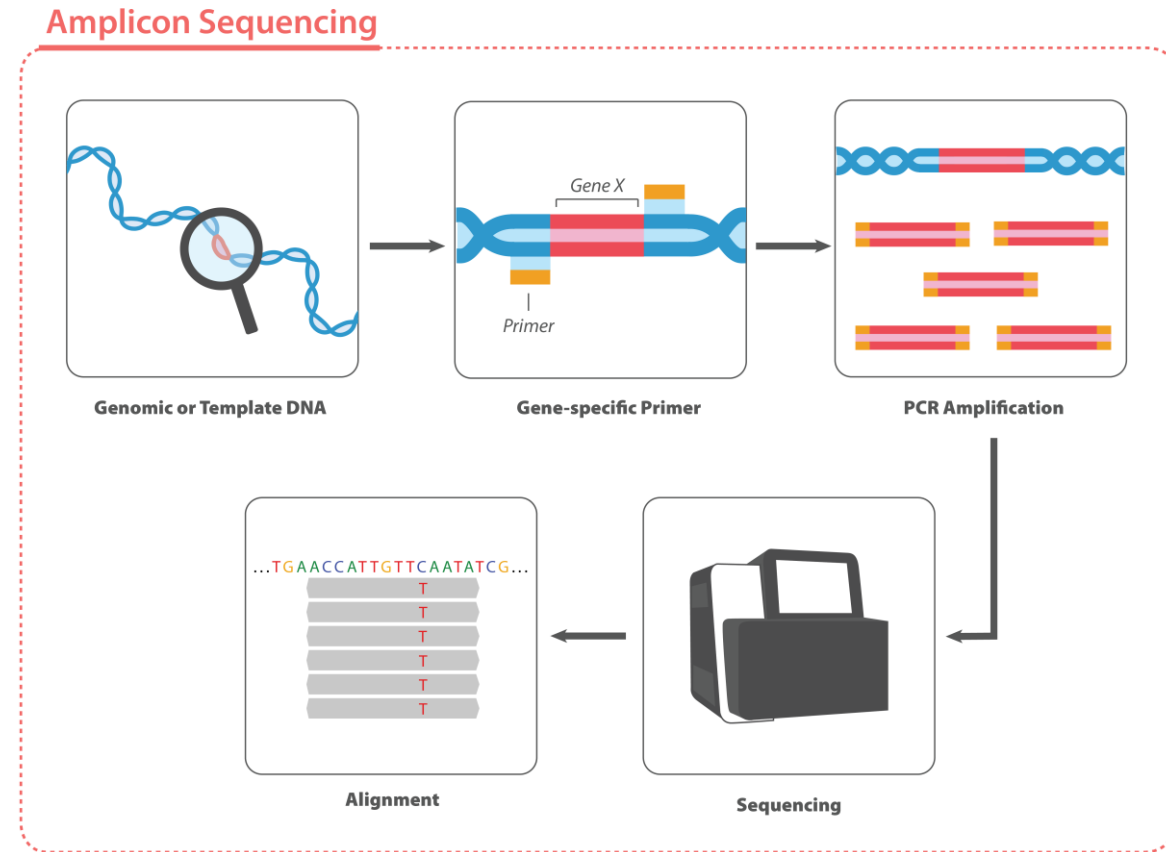 Amplicon Sequencing
Gene X
Primer
Genomic or Template DNA
Gene-specific Primer
PCR Amplification
...TGAACCATTGTTCAATATCG...
T
T
T
T
T
T
Alignment
Sequencing